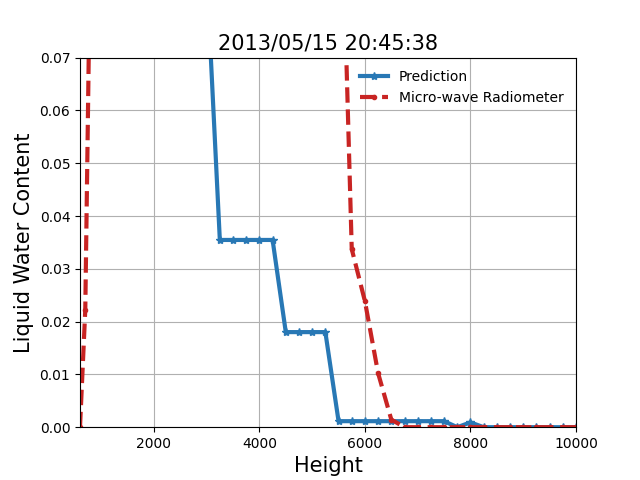 2013/05/15 20:45:38
Prediction
Micro-wave Radiometer
Liquid Water Content
0.07
0.06
0.05
0.04
0.03
0.02
0.01
0.00
2000 4000 6000 8000 10000
Height